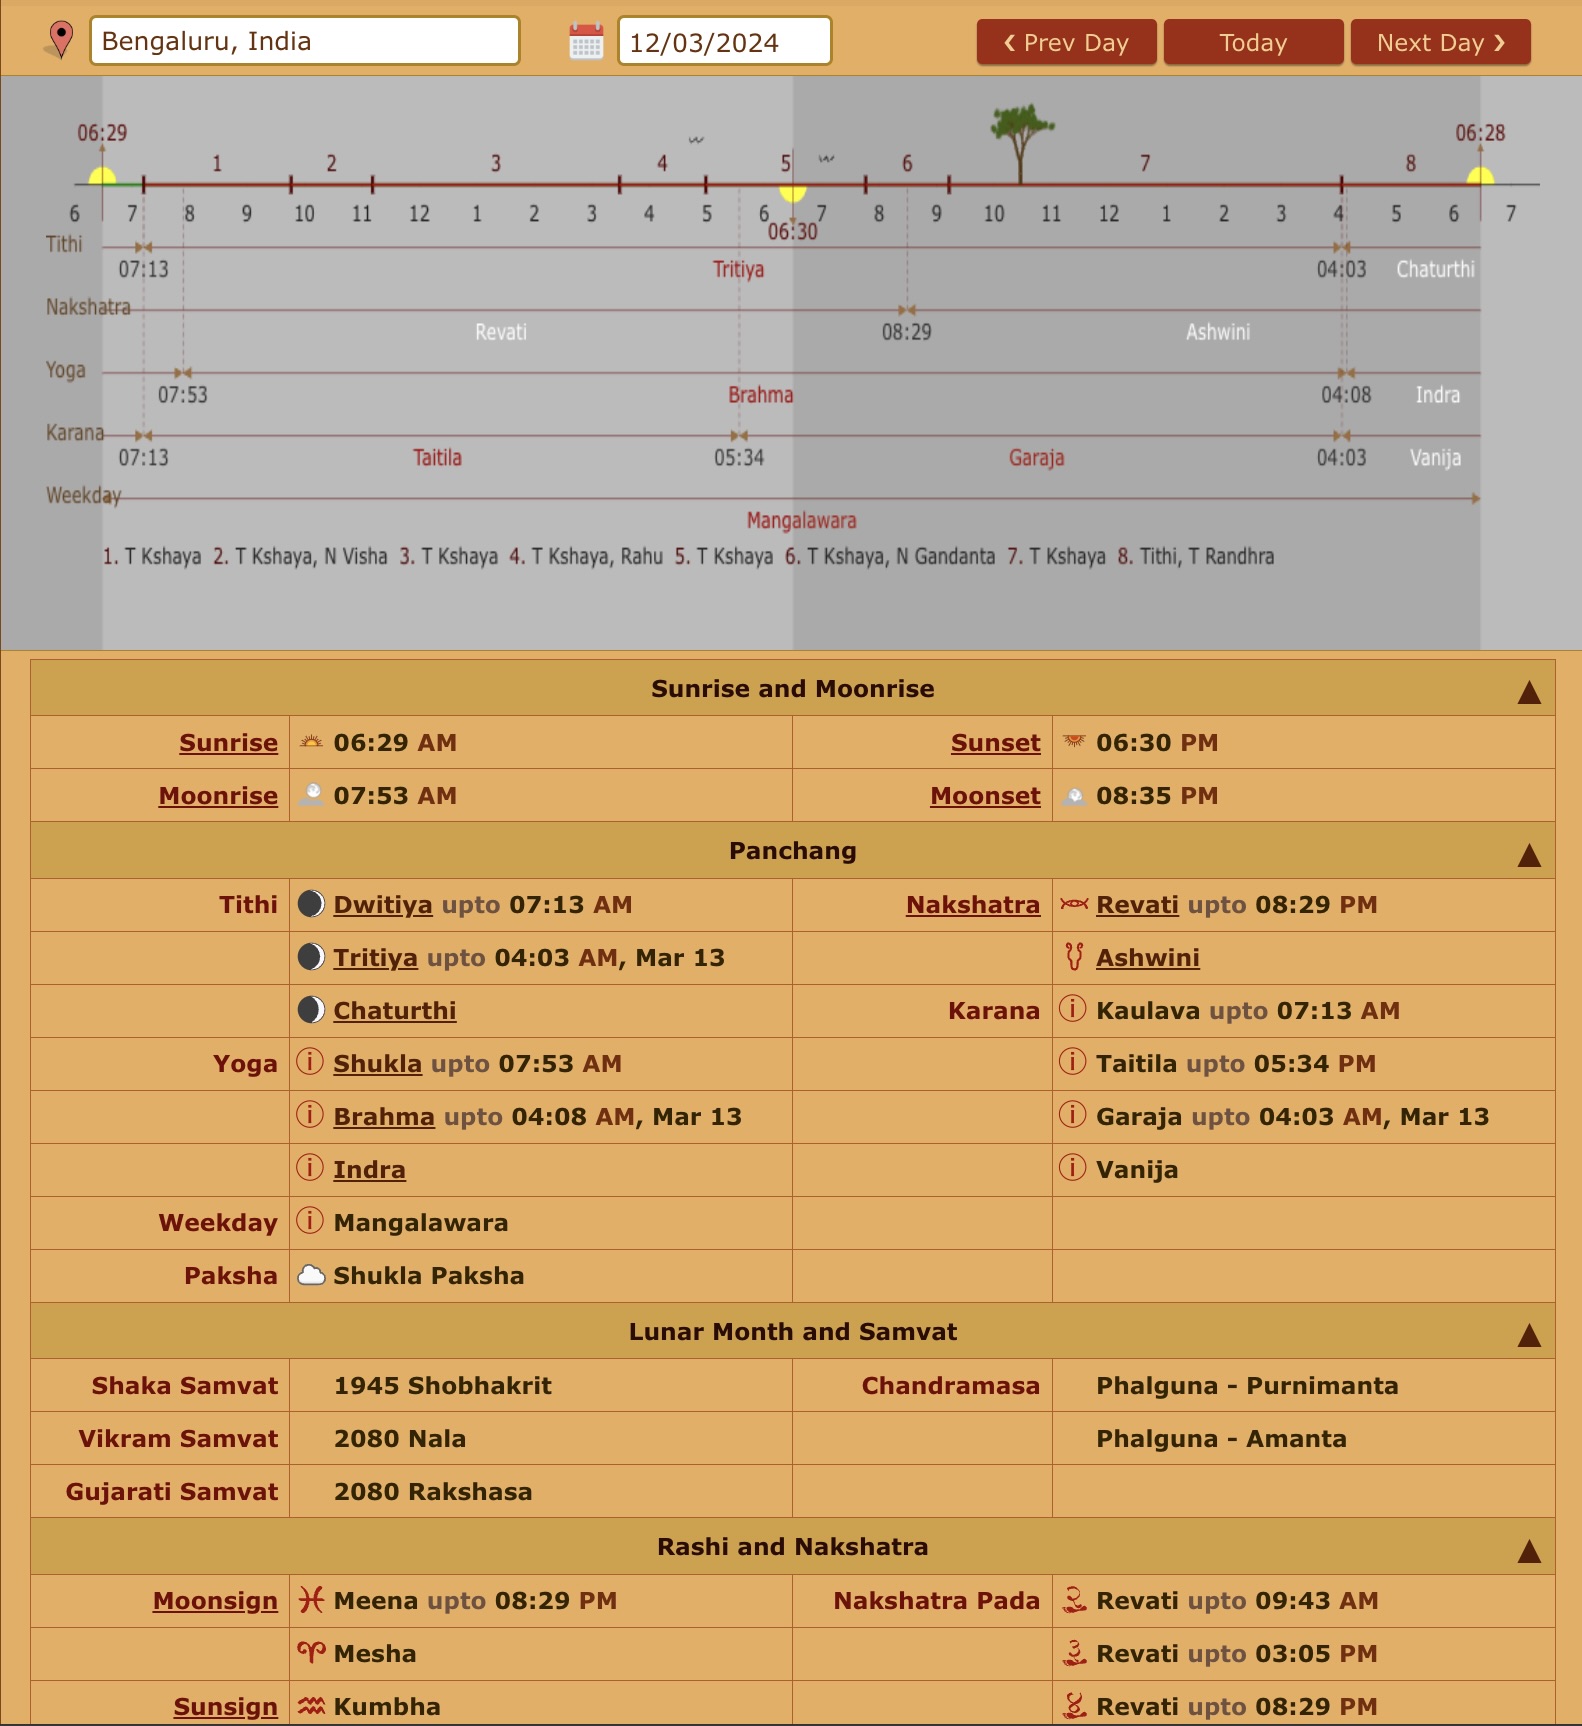 Bengaluru, India 12/03/2024 ❮ Prev Day Today Next Day ❯
06:29 06:28
1 2 3 4 5 6 7 8
6 7 8 9 10 11 12 1 2 3 4 5 6 7 8 9 10 11 12 1 2 3 4 5 6 7
06:30
Tithi
07:13 Tritiya 04:03 Chaturthi
Nakshatra
Revati 08:29 Ashwini
Yoga
07:53 Brahma 04:08 Indra
Karana
07:13 Taitila 05:34 Garaja 04:03 Vanija
Weekday
Mangalawara
1. T Kshaya 2. T Kshaya, N Visha 3. T Kshaya 4. T Kshaya, Rahu 5. T Kshaya 6. T Kshaya, N Gandanta 7. T Kshaya 8. Tithi, T Randhra
Sunrise and Moonrise ▲
Sunrise 06:29 AM Sunset 06:30 PM
Moonrise 07:53 AM Moonset 08:35 PM
Panchang ▲
Tithi Dwitiya upto 07:13 AM Nakshatra Revati upto 08:29 PM
Tritiya upto 04:03 AM, Mar 13 Ashwini
Chaturthi Karana ⓘ Kaulava upto 07:13 AM
Yoga ⓘ Shukla upto 07:53 AM ⓘ Taitila upto 05:34 PM
ⓘ Brahma upto 04:08 AM, Mar 13 ⓘ Garaja upto 04:03 AM, Mar 13
ⓘ Indra ⓘ Vanija
Weekday ⓘ Mangalawara
Paksha Shukla Paksha
Lunar Month and Samvat ▲
Shaka Samvat 1945 Shobhakrit Chandramasa Phalguna - Purnimanta
Vikram Samvat 2080 Nala Phalguna - Amanta
Gujarati Samvat 2080 Rakshasa
Rashi and Nakshatra ▲
Moonsign Meena upto 08:29 PM Nakshatra Pada Revati upto 09:43 AM
Mesha Revati upto 03:05 PM
Sunsign Kumbha Revati upto 08:29 PM